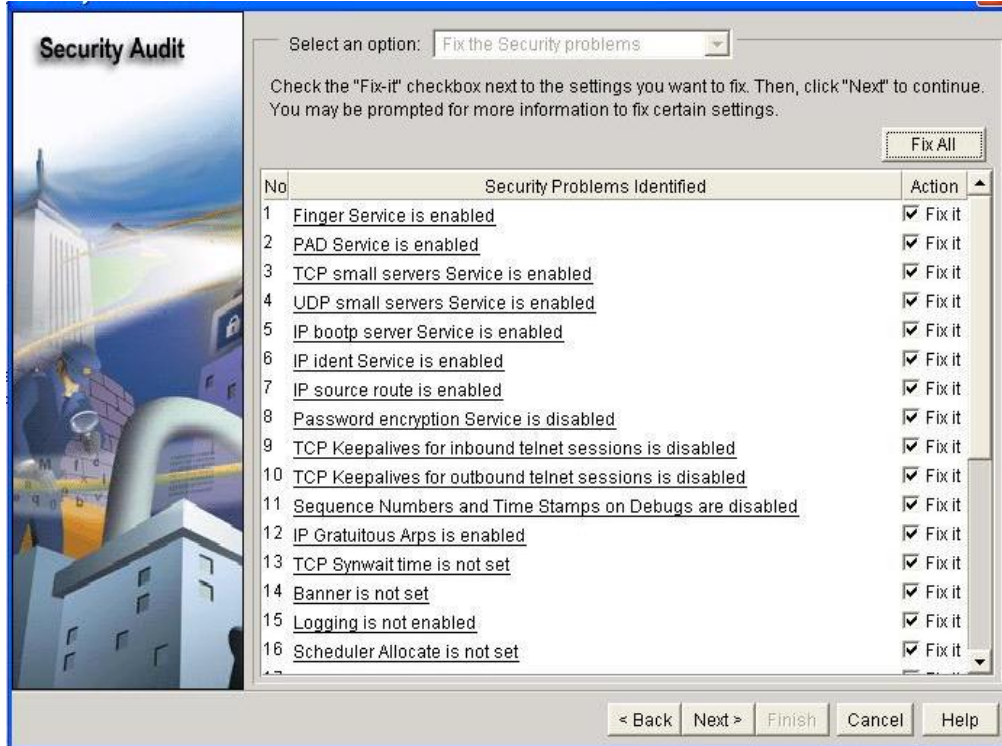 Security Audit
Select an option: Fix the Security problems
Check the "Fix-it" checkbox next to the settings you want to fix. Then, click "Next" to continue.
You may be prompted for more information to fix certain settings.
Fix All
No Security Problems Identified Action
1 Finger Service is enabled Fix it
2 PAD Service is enabled Fix it
3 TCP small servers Service is enabled Fix it
4 UDP small servers Service is enabled Fix it
5 IP bootp server Service is enabled Fix it
6 IP ident Service is enabled Fix it
7 IP source route is enabled Fix it
8 Password encryption Service is disabled Fix it
9 TCP Keepalives for inbound telnet sessions is disabled Fix it
10 TCP Keepalives for outbound telnet sessions is disabled Fix it
11 Sequence Numbers and Time Stamps on Debugs are disabled Fix it
12 IP Gratuitous Arps is enabled Fix it
13 TCP Synwait time is not set Fix it
14 Banner is not set Fix it
15 Logging is not enabled Fix it
16 Scheduler Allocate is not set Fix it
< Back Next > Finish Cancel Help